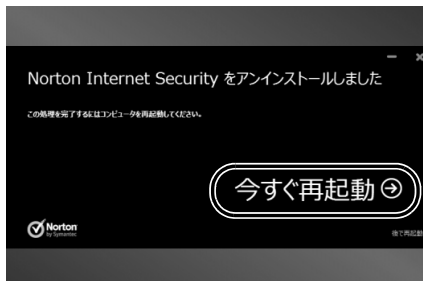 Norton Internet Security をアンインストールしました
この処理を完了するにはコンピュータを再起動してください。
今すぐ再起動
Norton
by Symantec
後で再起動